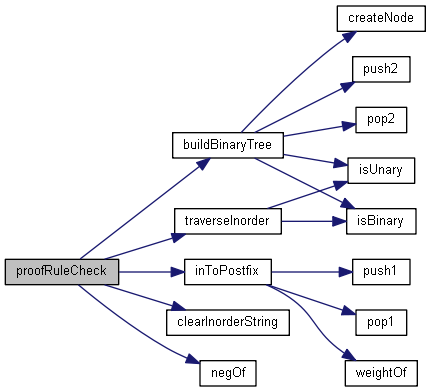 createNode
push2
pop2
buildBinaryTree
isUnary
traverseInorder
isBinary
proofRuleCheck
inToPostfix
push1
clearInorderString
pop1
negOf
weightOf